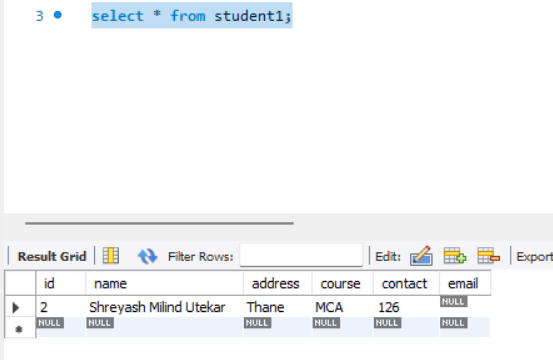 3 select * from student1;
Result Grid Filter Rows: Edit: Export
id name address course contact email
2 Shreyash Milind Utekar Thane MCA 126 NULL
NULL NULL NULL NULL NULL NULL